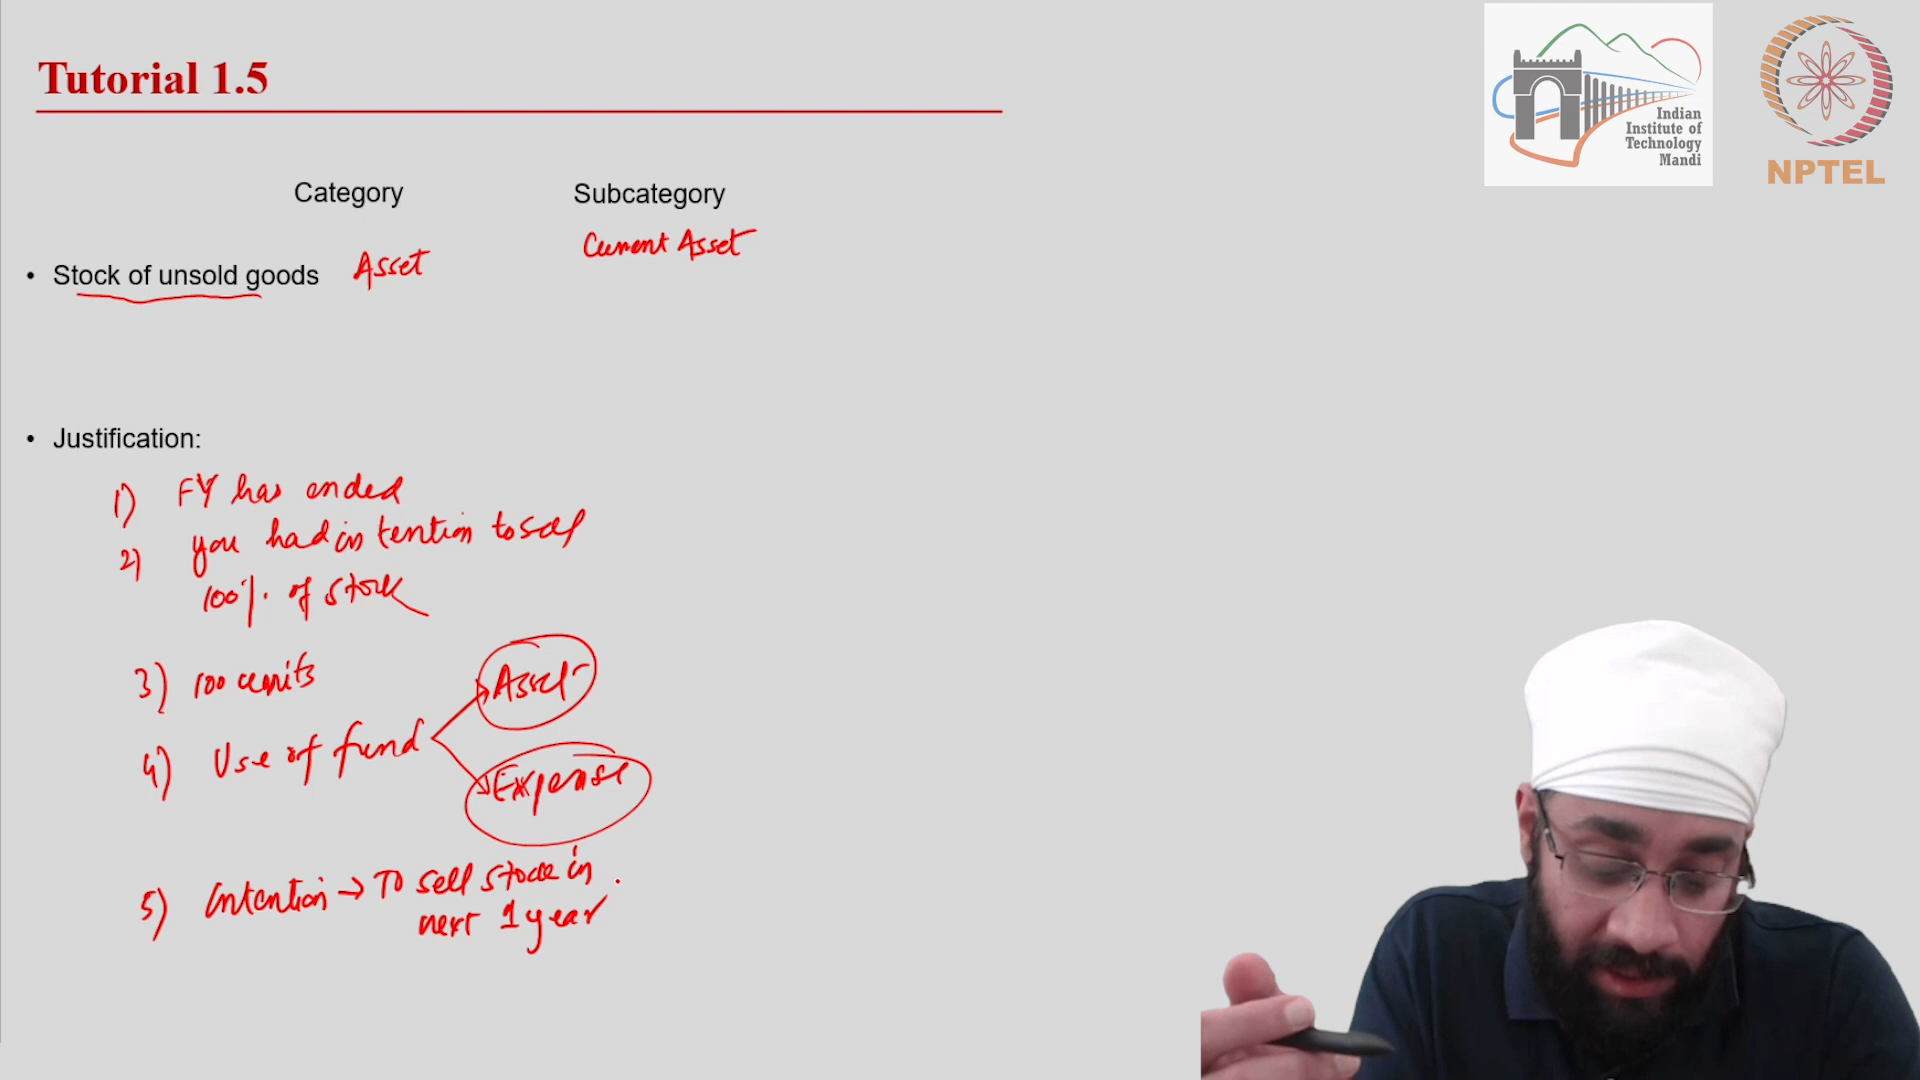 Tutorial 1.5
Indian
Institute of
Technology
Mandi
NPTEL
Category Subcategory
• Stock of unsold goods Asset Current Asset
• Justification:
1) FY has ended
2) you had intention to sell
100% of stock
3) 100 units
4) Use of fund Asset
Expense
5) Intention → To sell stock in
next 1 year